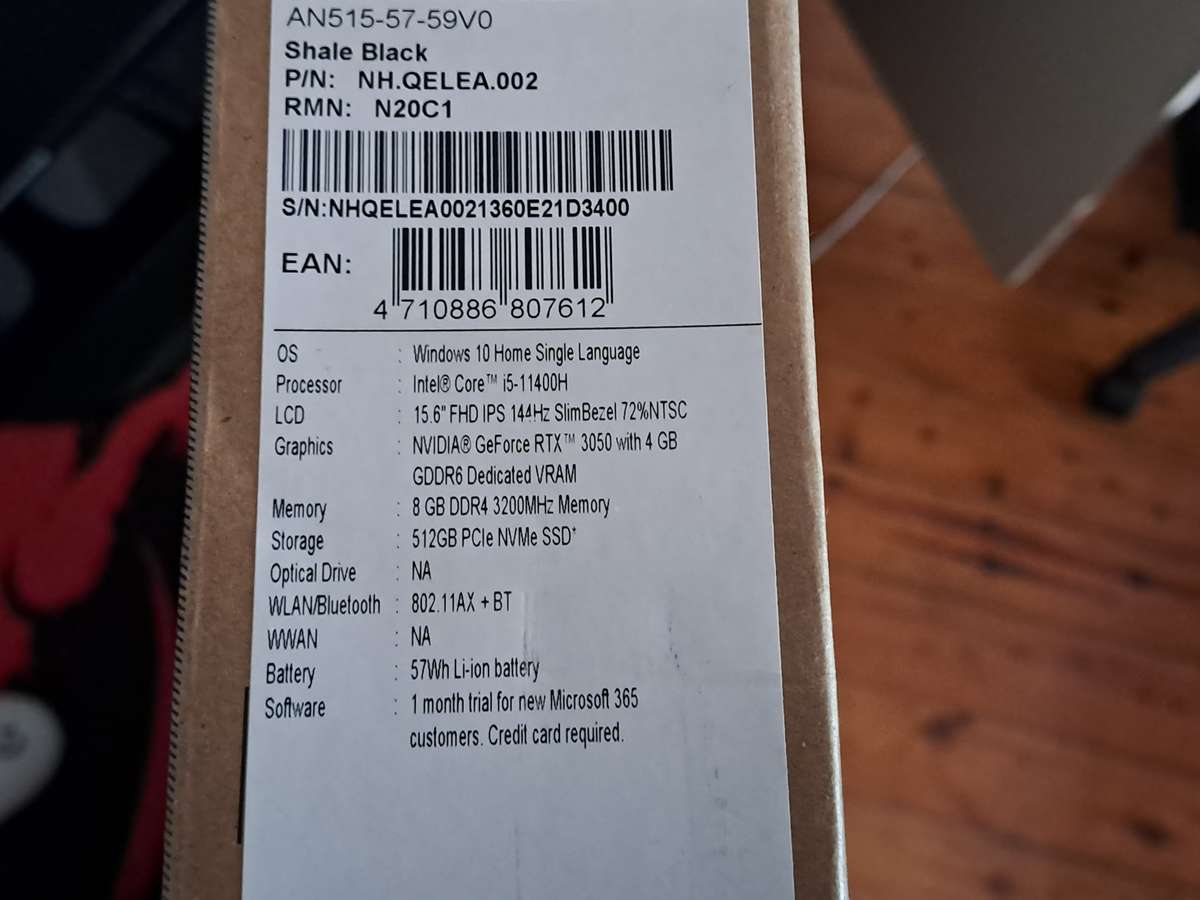 AN515-57-59V0
Shale Black
P/N: NH.QELEA.002
RMN: N20C1
S/N:NHQELEA0021360E21D3400
EAN:
4 710886 807612
OS : Windows 10 Home Single Language
Processor : Intel® Core™ i5-11400H
LCD : 15.6" FHD IPS 144Hz SlimBezel 72%NTSC
Graphics : NVIDIA® GeForce RTX™ 3050 with 4 GB
GDDR6 Dedicated VRAM
Memory : 8 GB DDR4 3200MHz Memory
Storage : 512GB PCIe NVMe SSD*
Optical Drive : NA
WLAN/Bluetooth : 802.11AX + BT
WWAN : NA
Battery : 57Wh Li-ion battery
Software : 1 month trial for new Microsoft 365
customers. Credit card required.